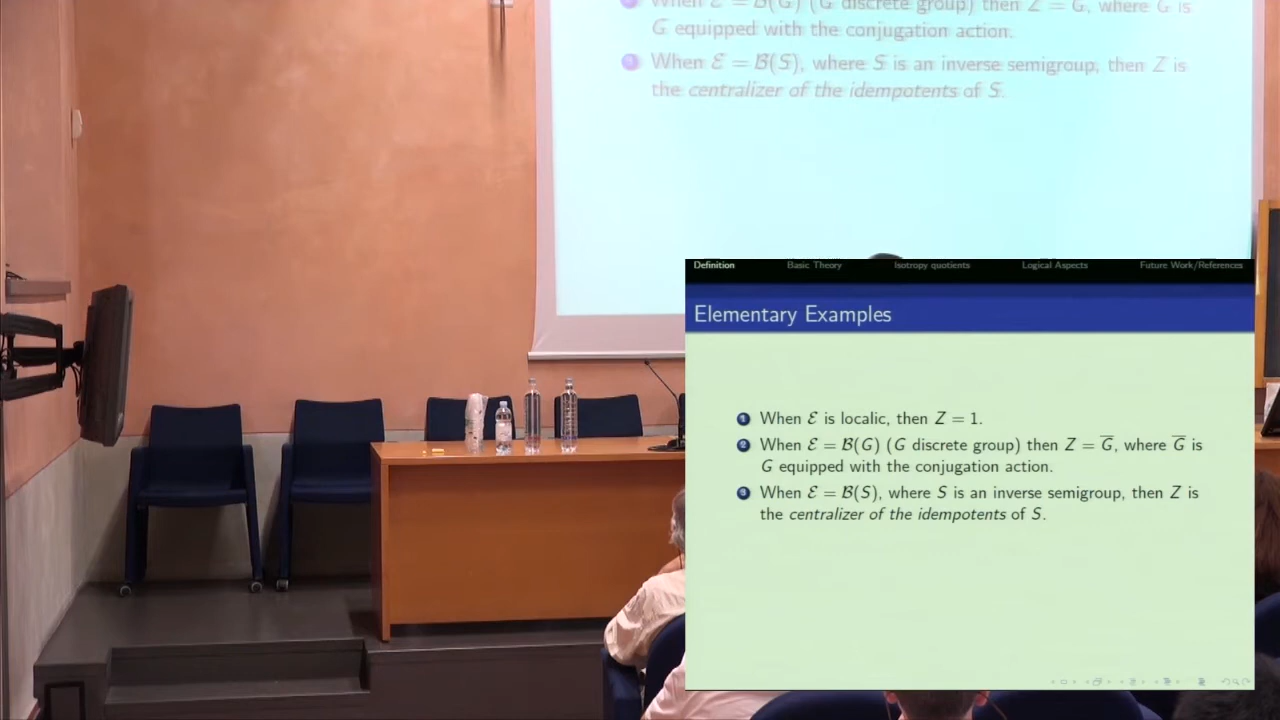 When ℰ = ℬ(G) (G discrete group) then Z = G̅, where G̅ is
G equipped with the conjugation action.
When ℰ = ℬ(S), where S is an inverse semigroup, then Z is
the centralizer of the idempotents of S.
Definition Basic Theory Isotropy quotients Logical Aspects Future Work/References
Elementary Examples
1 When ℰ is localic, then Z = 1.
2 When ℰ = ℬ(G) (G discrete group) then Z = G̅, where G̅ is
G equipped with the conjugation action.
3 When ℰ = ℬ(S), where S is an inverse semigroup, then Z is
the centralizer of the idempotents of S.